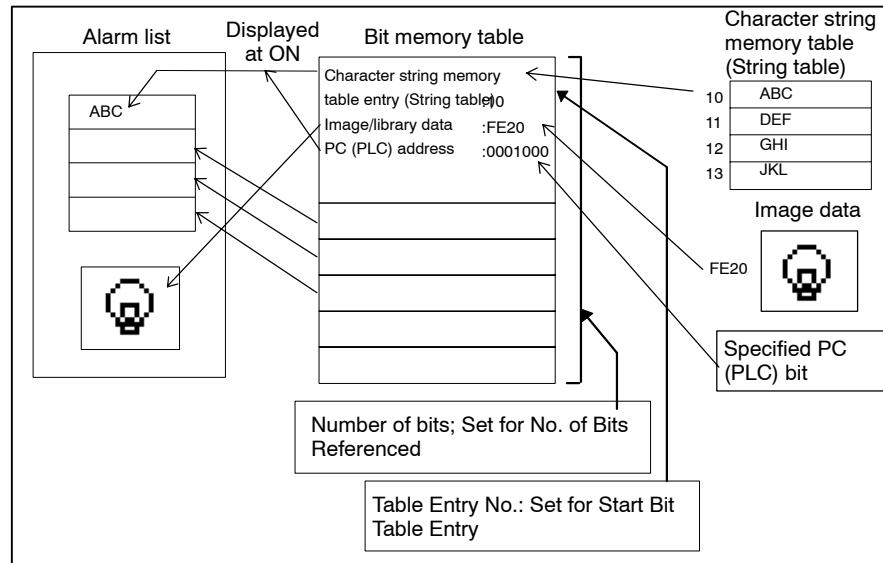 Alarm list
Displayed
at ON
Bit memory table
Character string
memory table
(String table)
Character string memory
table entry (String table):10
Image/library data :FE20
PC (PLC) address :0001000
ABC
10 ABC
11 DEF
12 GHI
13 JKL
Image data
FE20
Specified PC
(PLC) bit
Number of bits; Set for No. of Bits
Referenced
Table Entry No.: Set for Start Bit
Table Entry